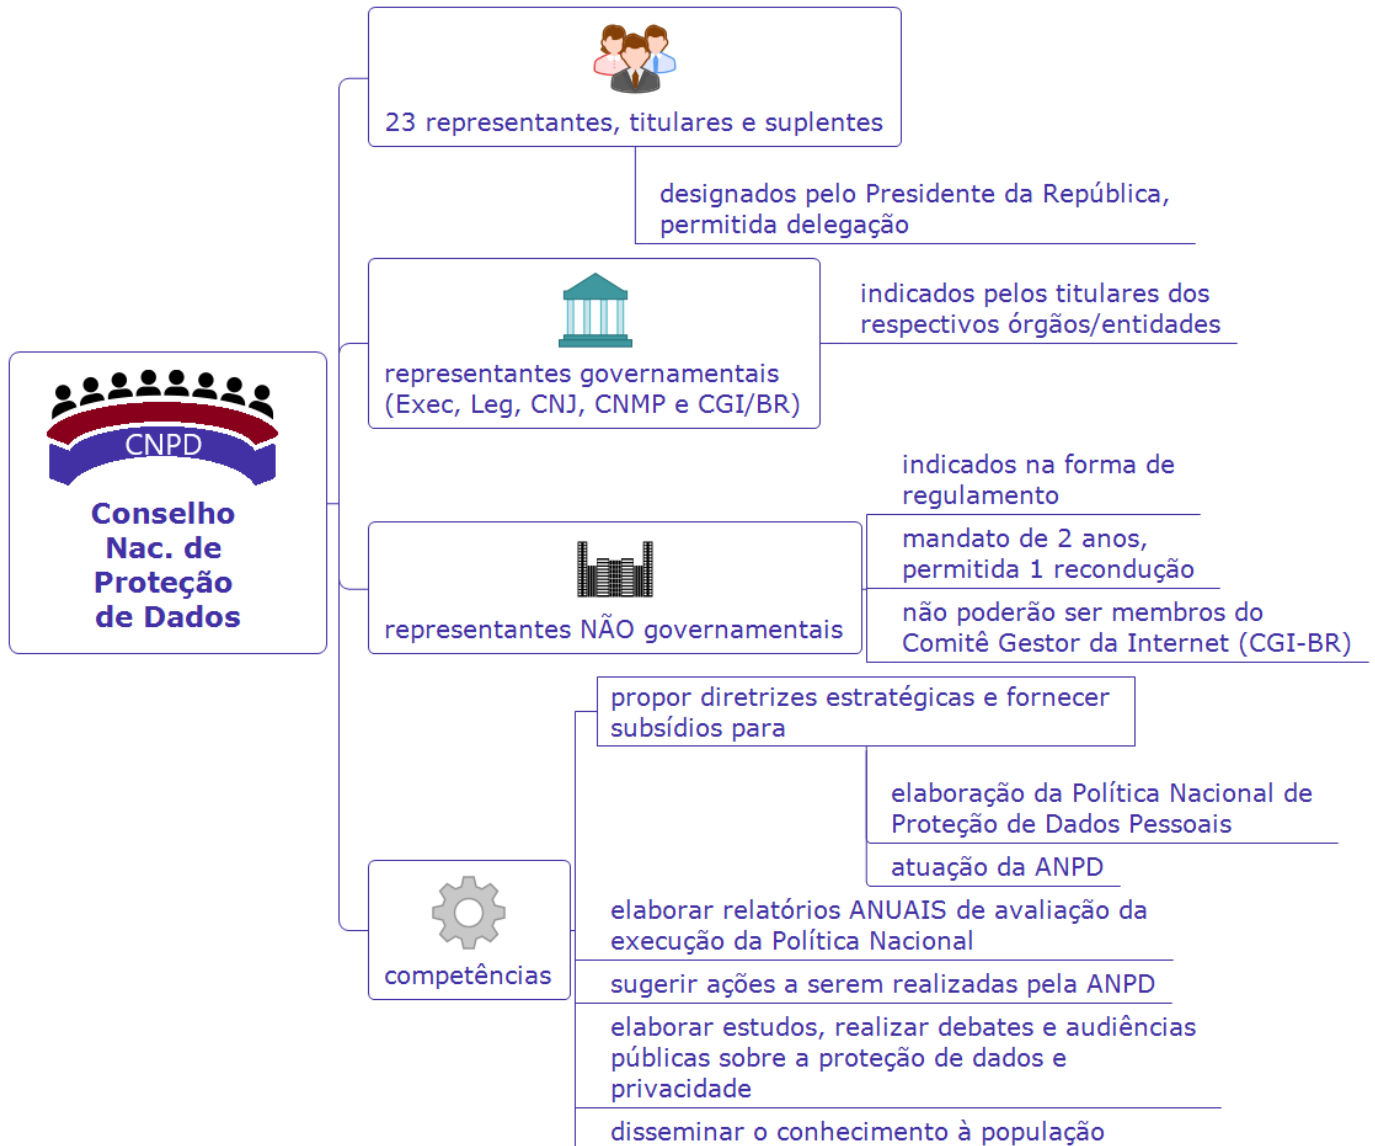 23 representantes, titulares e suplentes
designados pelo Presidente da República,
permitida delegação
representantes governamentais
(Exec, Leg, CNJ, CNMP e CGI/BR)
indicados pelos titulares dos
respectivos órgãos/entidades
CNPD
Conselho
Nac. de
Proteção
de Dados
representantes NÃO governamentais
indicados na forma de
regulamento
mandato de 2 anos,
permitida 1 recondução
não poderão ser membros do
Comitê Gestor da Internet (CGI-BR)
competências
propor diretrizes estratégicas e fornecer
subsídios para
elaboração da Política Nacional de
Proteção de Dados Pessoais
atuação da ANPD
elaborar relatórios ANUAIS de avaliação da
execução da Política Nacional
sugerir ações a serem realizadas pela ANPD
elaborar estudos, realizar debates e audiências
públicas sobre a proteção de dados e
privacidade
disseminar o conhecimento à população